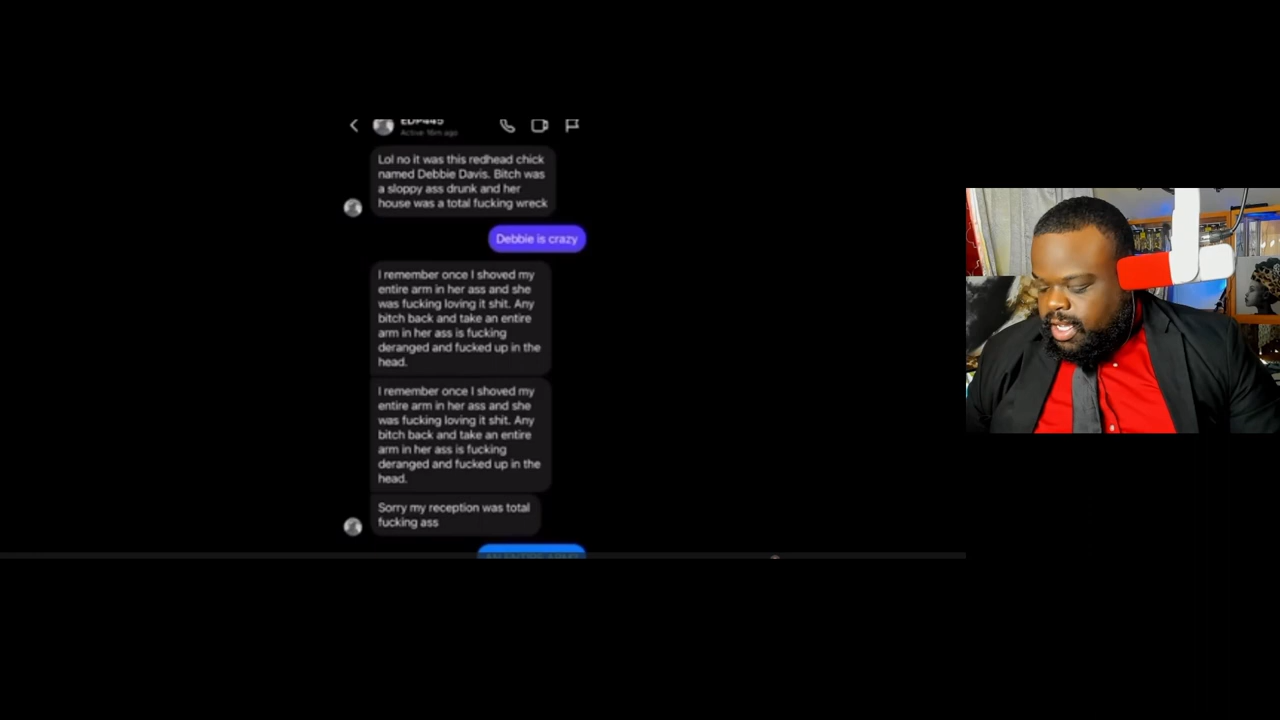 EDP445
Active 16m ago
Lol no it was this redhead chick
named Debbie Davis. Bitch was
a sloppy ass drunk and her
house was a total fucking wreck
Debbie is crazy
I remember once I shoved my
entire arm in her ass and she
was fucking loving it shit. Any
bitch back and take an entire
arm in her ass is fucking
deranged and fucked up in the
head.
I remember once I shoved my
entire arm in her ass and she
was fucking loving it shit. Any
bitch back and take an entire
arm in her ass is fucking
deranged and fucked up in the
head.
Sorry my reception was total
fucking ass